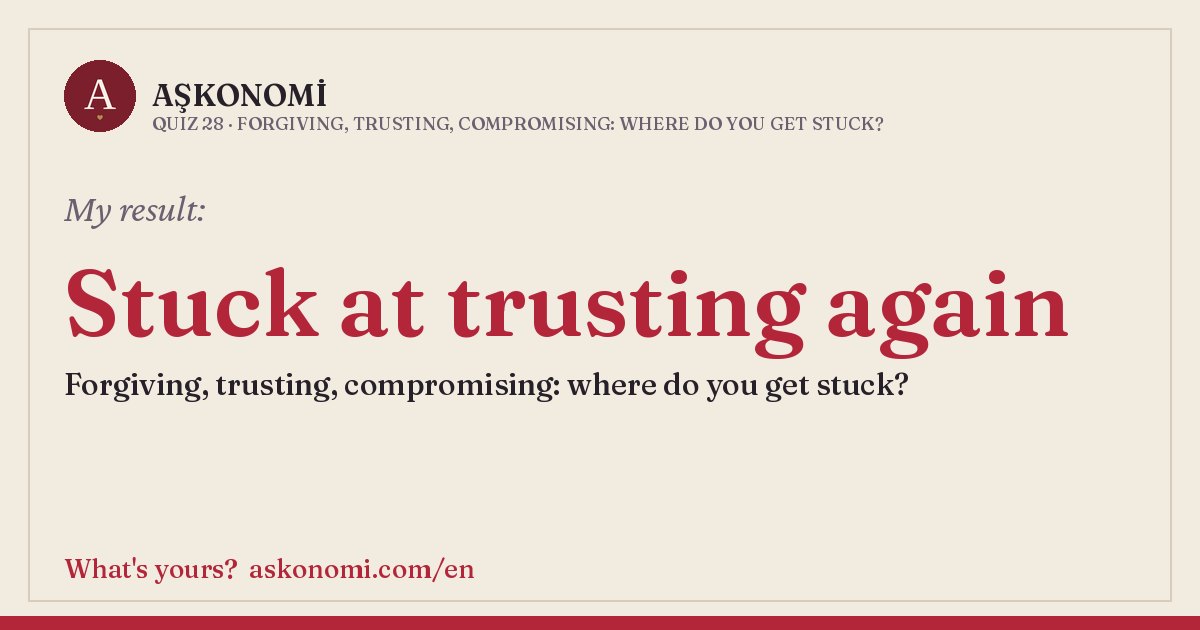 A
AŞKONOMİ
QUIZ 28 · FORGIVING, TRUSTING, COMPROMISING: WHERE DO YOU GET STUCK?
My result:
Stuck at trusting again
Forgiving, trusting, compromising: where do you get stuck?
What's yours? askonomi.com/en